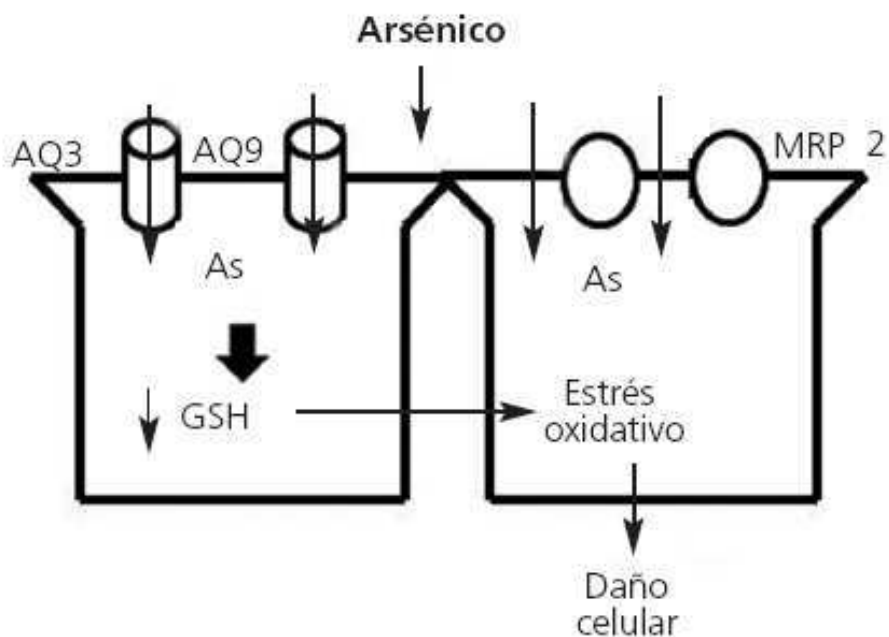 Arsénico
AQ3
AQ9
MRP 2
As
As
GSH
Estrés
oxidativo
Daño
celular